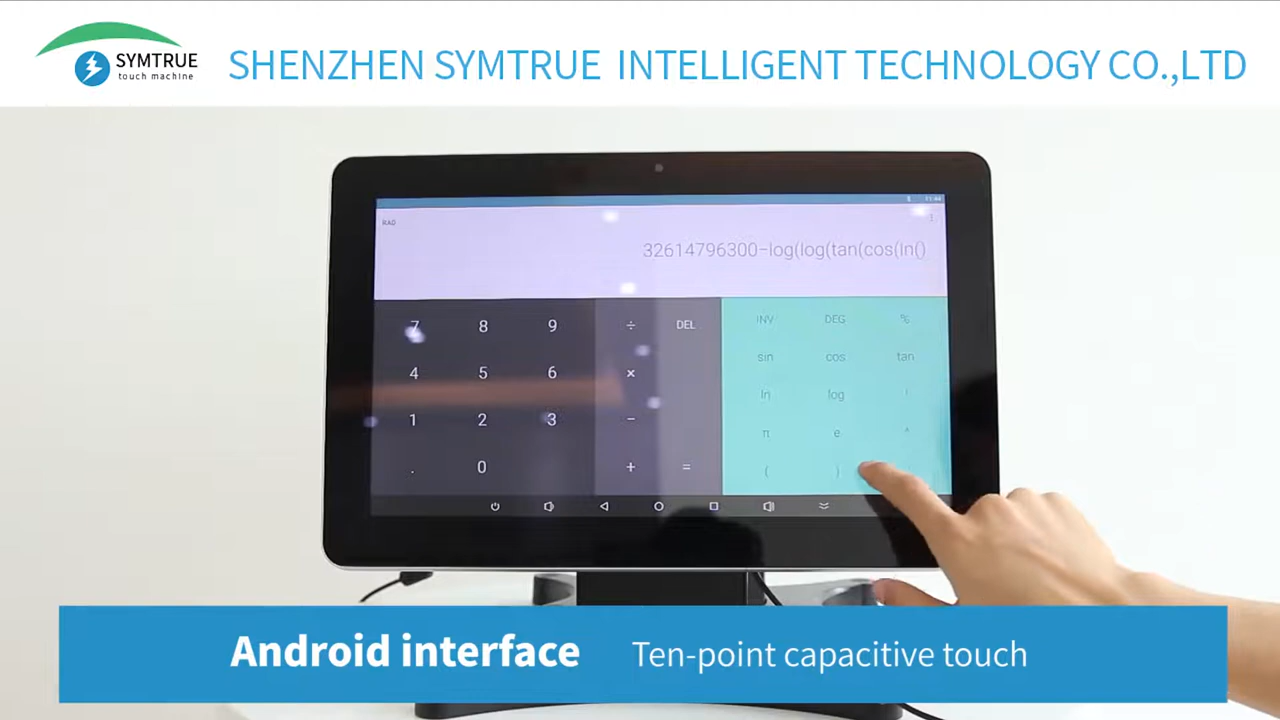 SYMTRUE
touch machine
SHENZHEN SYMTRUE INTELLIGENT TECHNOLOGY CO.,LTD
11:44
RAD
32614796300−log(log(tan(cos(ln()
7 8 9 ÷ DEL INV DEG %
4 5 6 × sin cos tan
1 2 3 − ln log !
π e ^
. 0 + = ( )
Android interface Ten-point capacitive touch